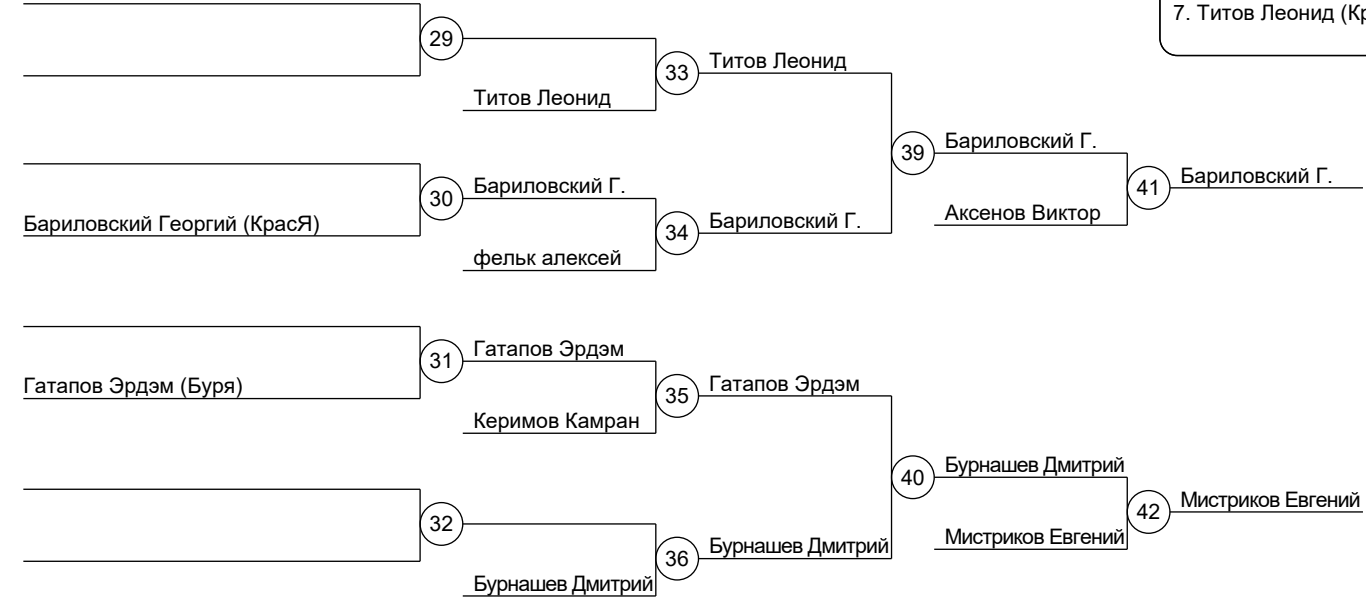 7. Титов Леонид (Кр
29
Титов Леонид
33
Титов Леонид
39
Бариловский Г.
Аксенов Виктор
41
Бариловский Г.
Бариловский Георгий (КрасЯ)
30
Бариловский Г.
фельк алексей
34
Бариловский Г.
Гатапов Эрдэм (Буря)
31
Гатапов Эрдэм
Керимов Камран
35
Гатапов Эрдэм
40
Бурнашев Дмитрий
Мистриков Евгений
42
Мистриков Евгений
32
Бурнашев Дмитрий
36
Бурнашев Дмитрий